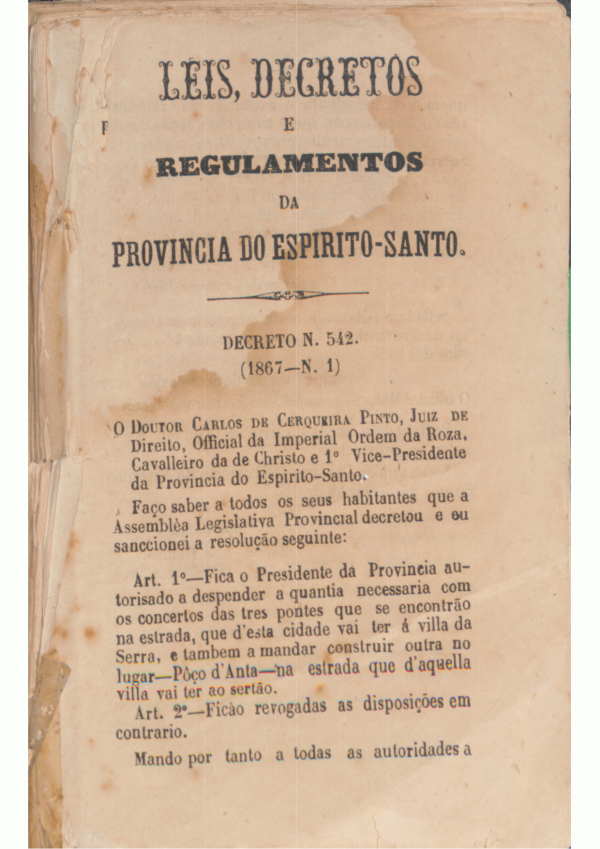 LEIS, DECRETOS
E
REGULAMENTOS
DA
PROVINCIA DO ESPIRITO-SANTO.
DECRETO N. 542.
(1867—N. 1)
O DOUTOR CARLOS DE CERQUEIRA PINTO, JUIZ DE
Direito, Official da Imperial Ordem da Roza,
Cavalleiro da de Christo e 1º Vice-Presidente
da Provincia do Espirito-Santo.
Faço saber a todos os seus habitantes que a
Assemblèa Legislativa Provincial decretou e eu
sanccionei a resolução seguinte:
Art. 1º—Fica o Presidente da Provincia au-
torisado a despender a quantia necessaria com
os concertos das tres pontes que se encontrão
na estrada, que d'esta cidade vai ter á villa da
Serra, e tambem a mandar construir outra no
lugar—Pôço d'Anta—na estrada que d'aquella
villa vai ter ao sertão.
Art. 2º—Ficão revogadas as disposições em
contrario.
Mando por tanto a todas as autoridades a